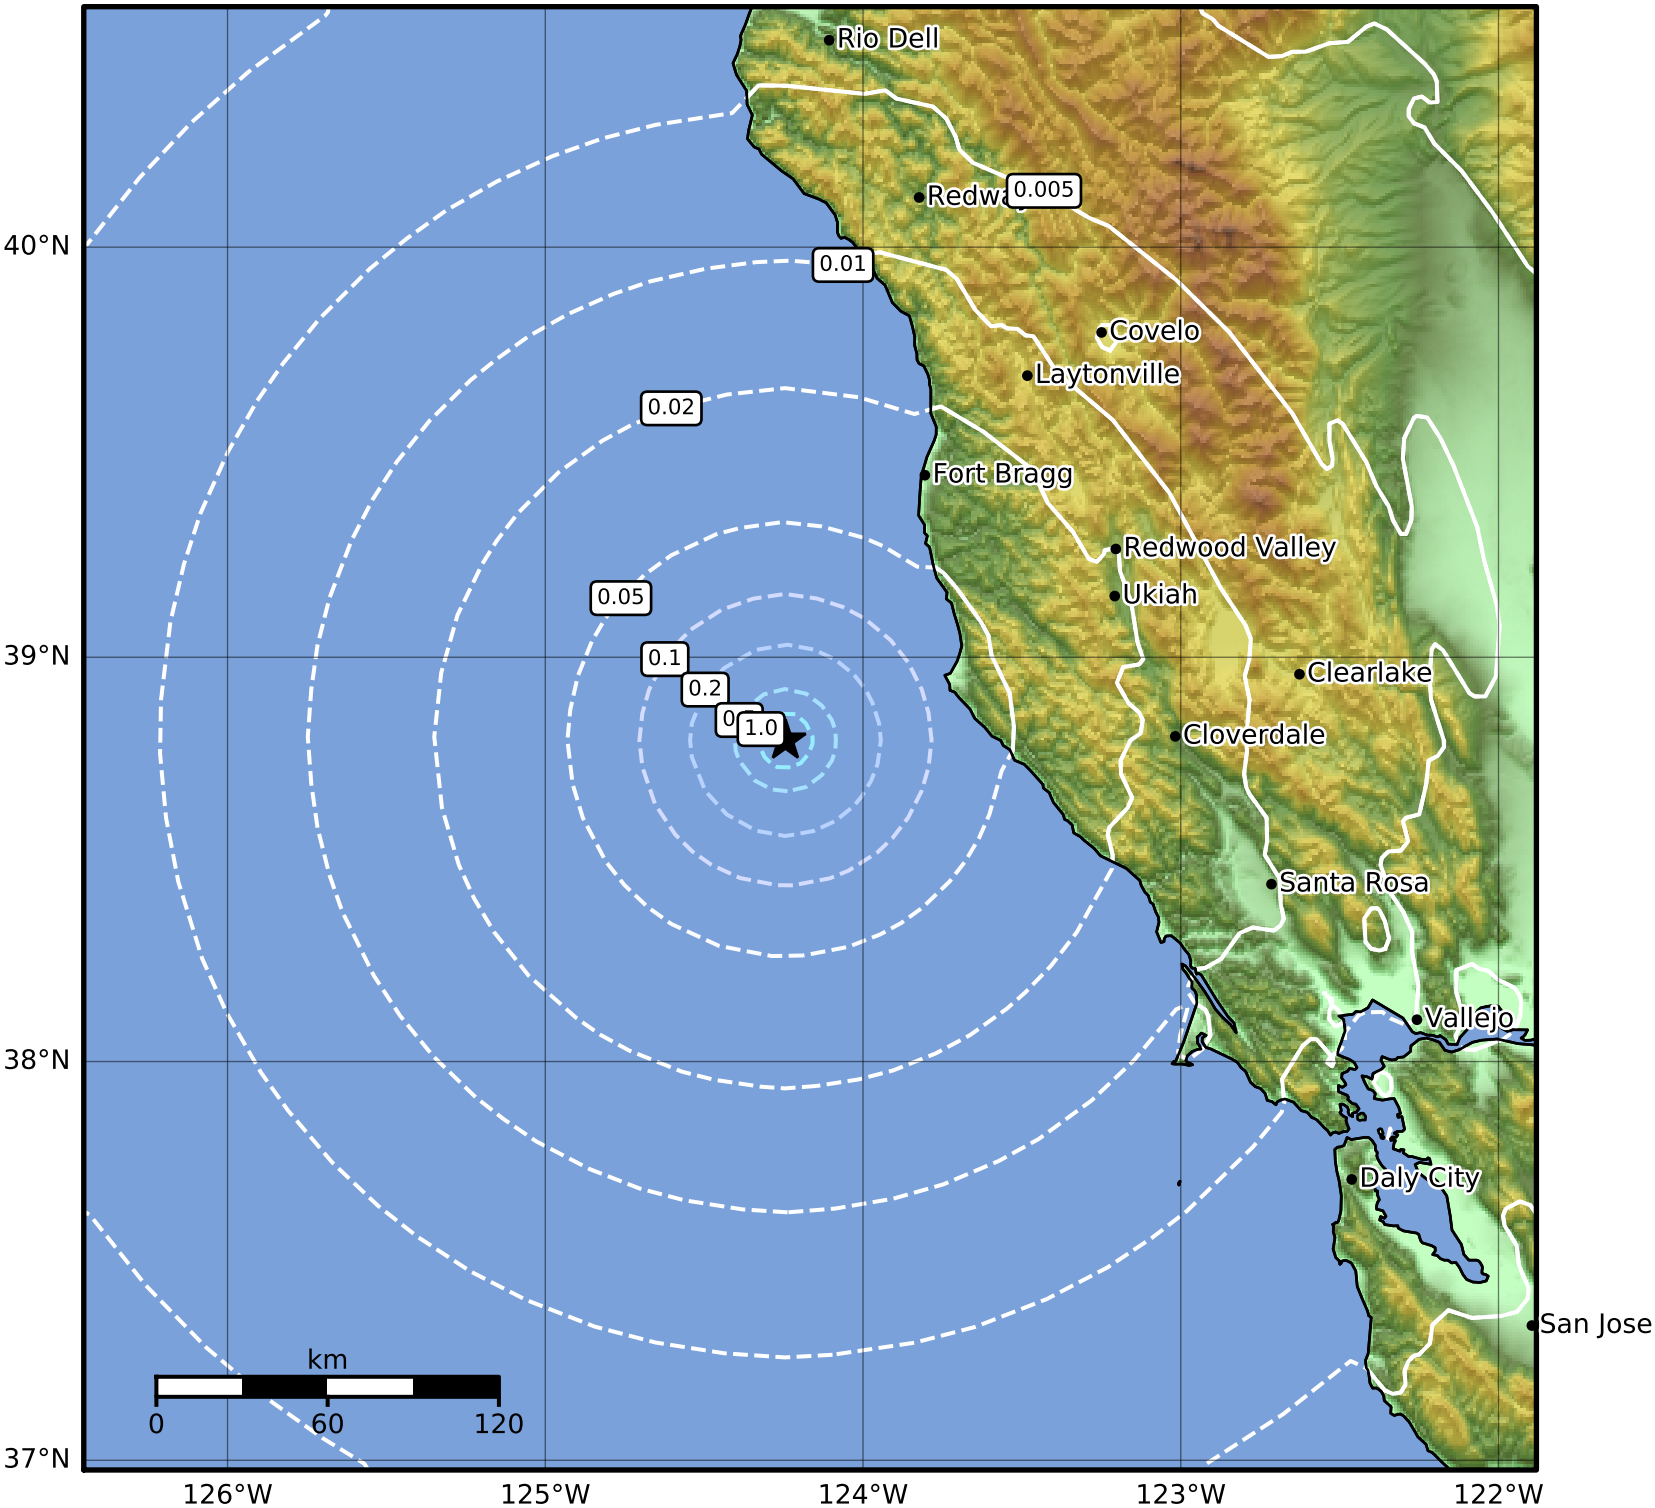 Rio Dell
0.005
40°N
0.01
Covelo
Laytonville
0.02
Fort Bragg
Redwood Valley
0.05
Ukiah
39°N
0.1
Clearlake
0.2
1.0
Cloverdale
Santa Rosa
Vallejo
38°N
Daly City
San Jose
km
0 60 120
37°N
126°W 125°W 124°W 123°W 122°W